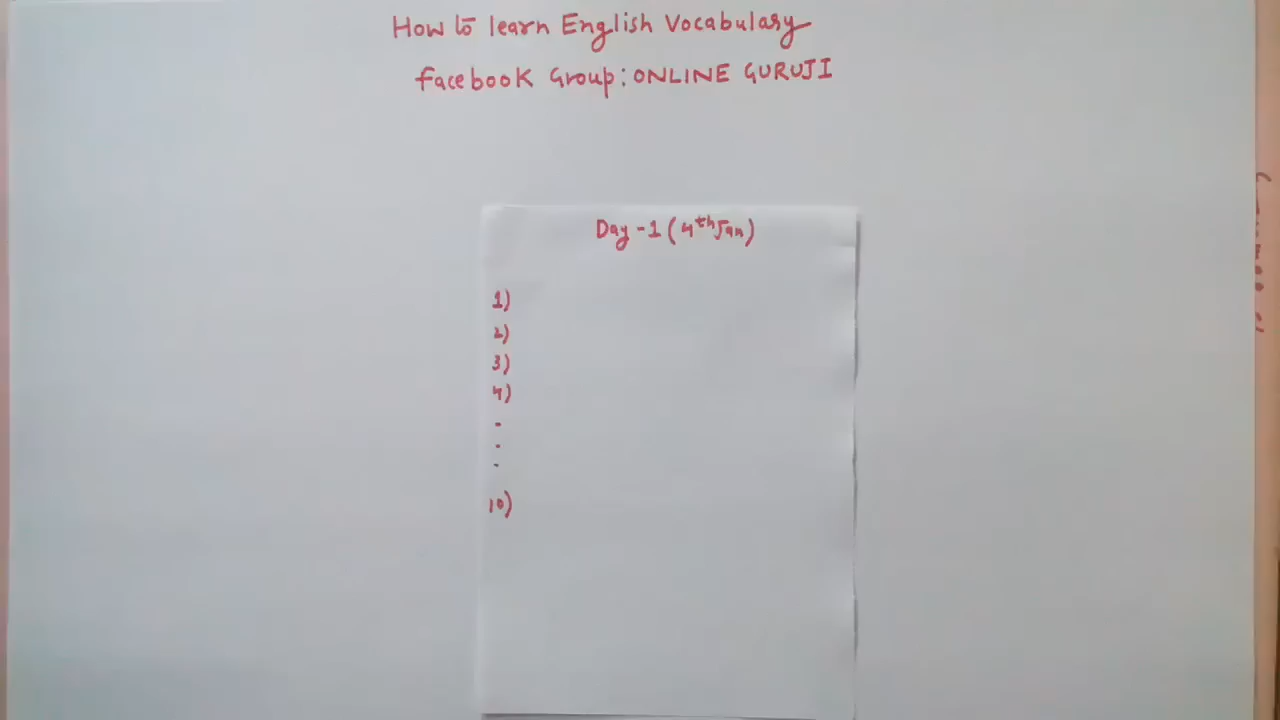 How to learn English Vocabulary
facebook Group: ONLINE GURUJI
Day -1 (4th Jan)
1)
2)
3)
4)
-
-
-
10)